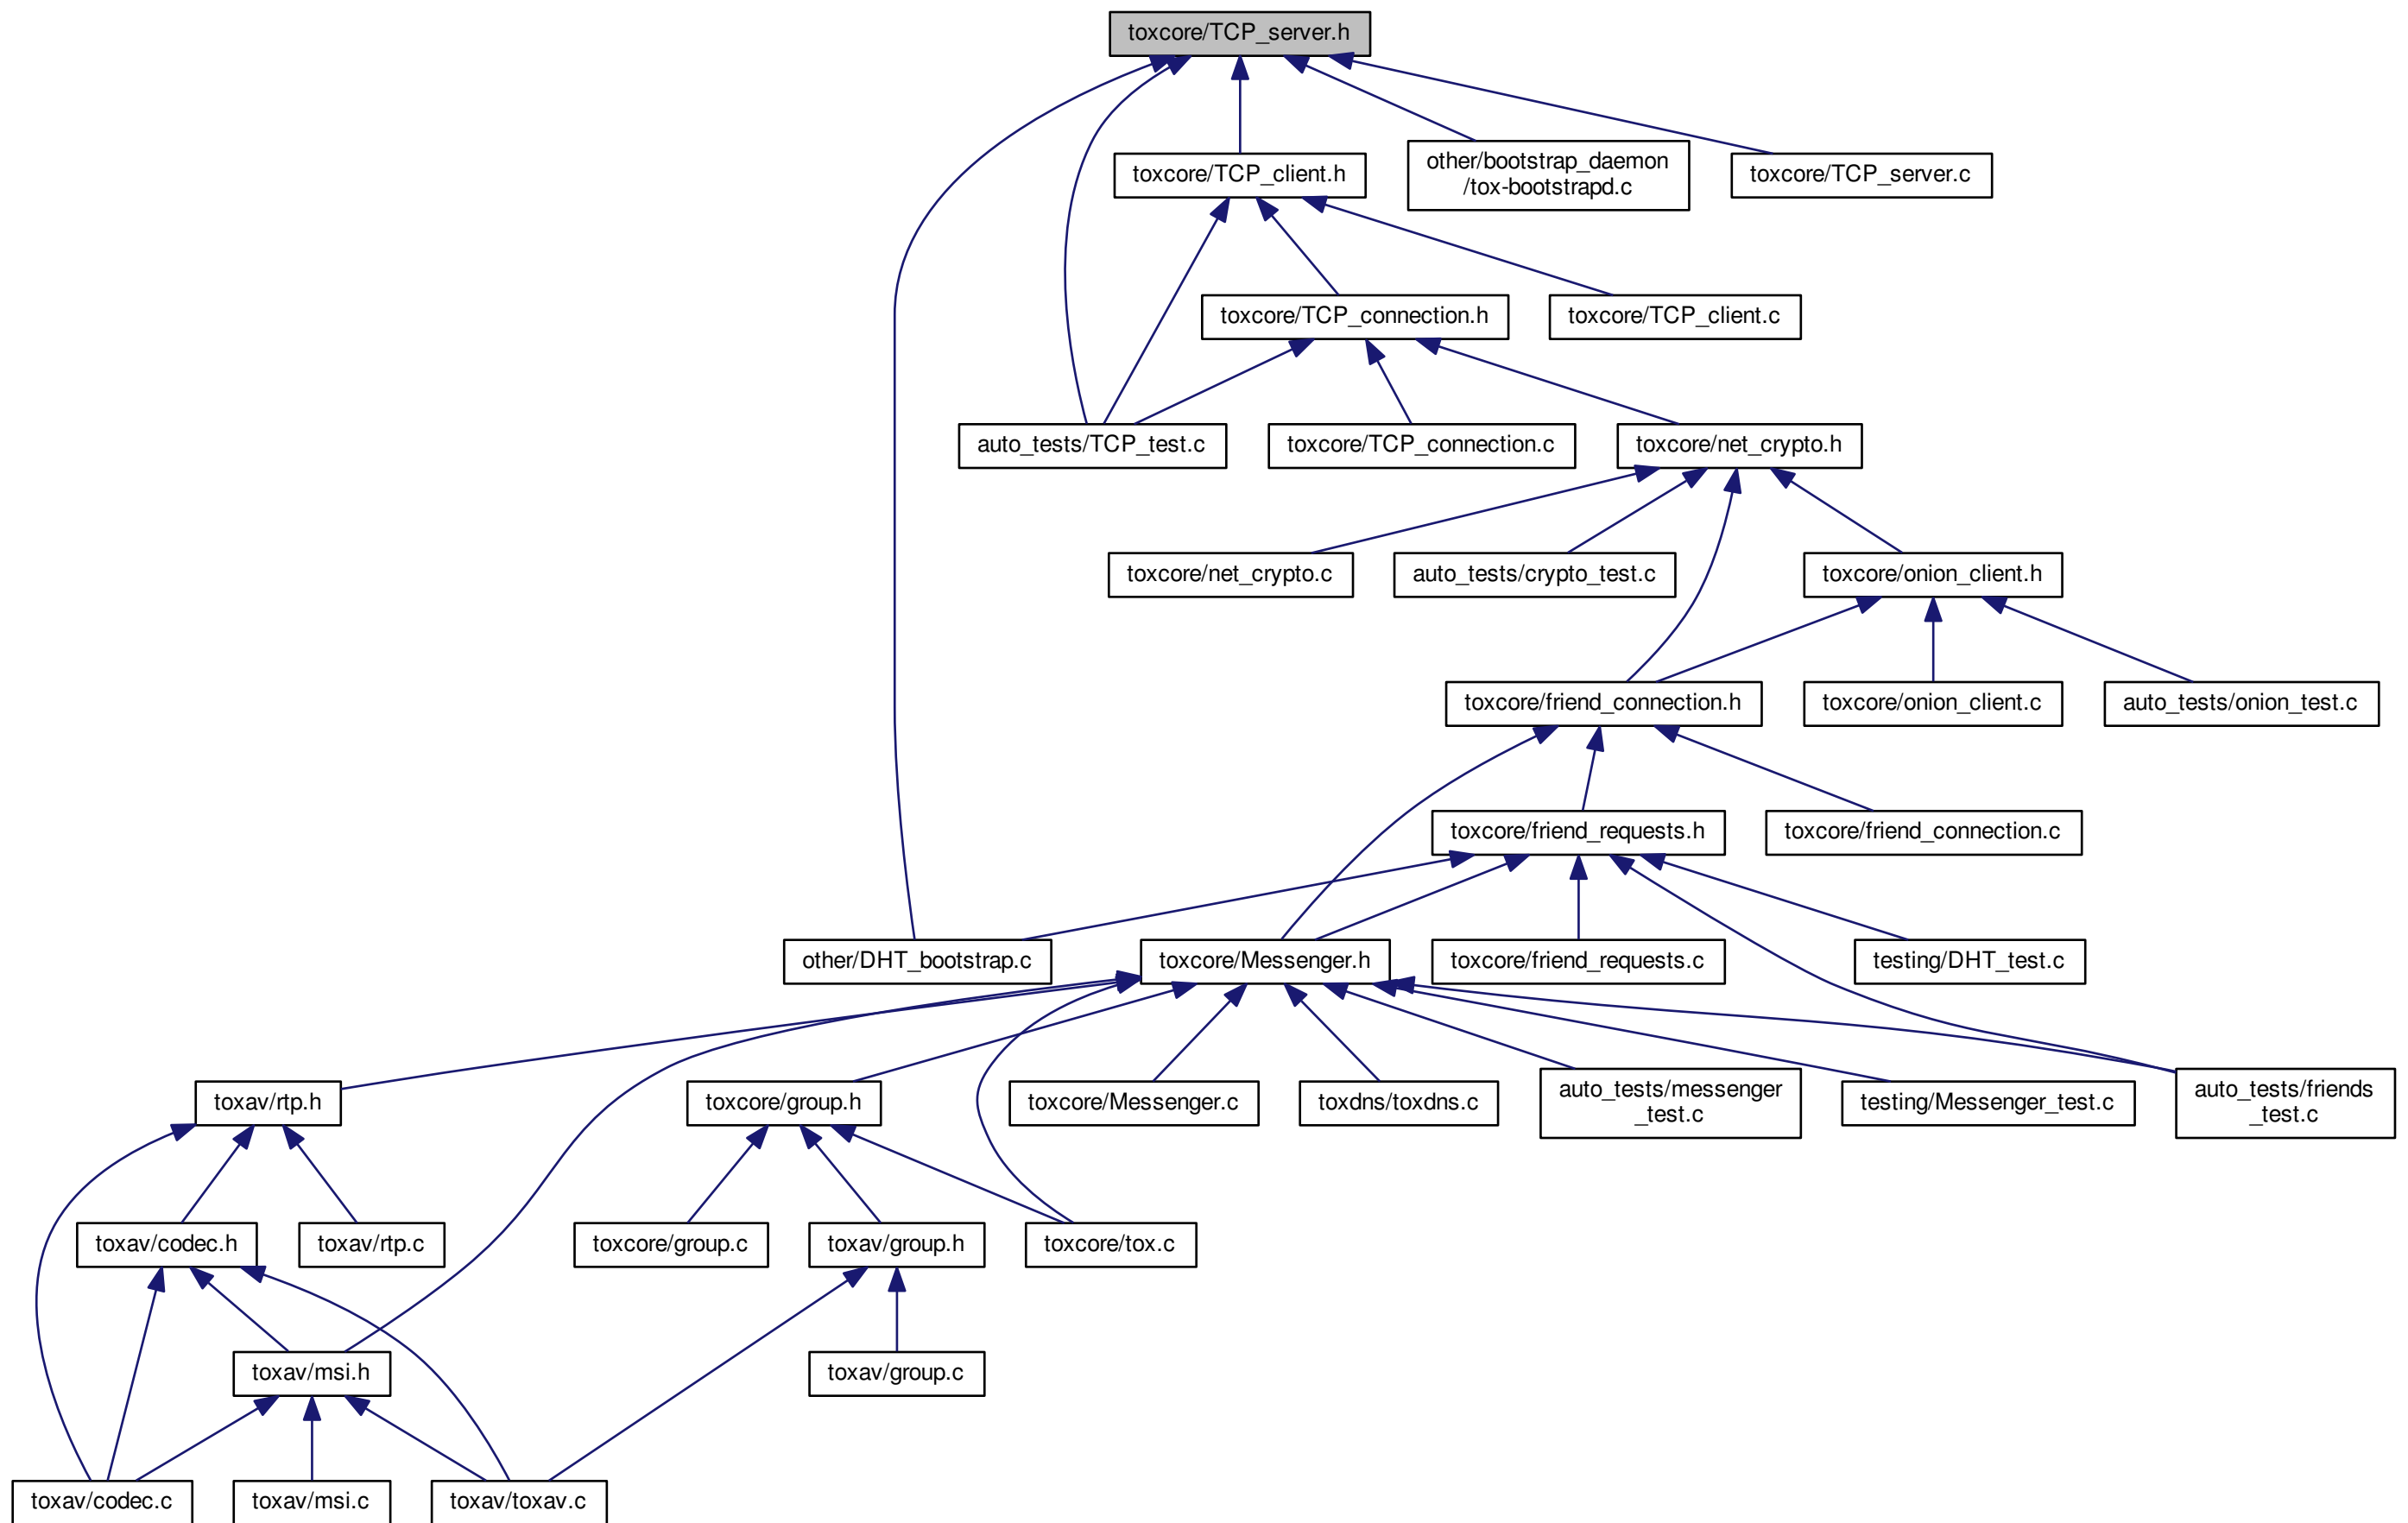 toxcore/TCP_server.h
toxcore/TCP_client.h
other/bootstrap_daemon
/tox-bootstrapd.c
toxcore/TCP_server.c
toxcore/TCP_connection.h
toxcore/TCP_client.c
auto_tests/TCP_test.c
toxcore/TCP_connection.c
toxcore/net_crypto.h
toxcore/net_crypto.c
auto_tests/crypto_test.c
toxcore/onion_client.h
toxcore/friend_connection.h
toxcore/onion_client.c
auto_tests/onion_test.c
toxcore/friend_requests.h
toxcore/friend_connection.c
other/DHT_bootstrap.c
toxcore/Messenger.h
toxcore/friend_requests.c
testing/DHT_test.c
toxav/rtp.h
toxcore/group.h
toxcore/Messenger.c
toxdns/toxdns.c
auto_tests/messenger
_test.c
testing/Messenger_test.c
auto_tests/friends
_test.c
toxav/codec.h
toxav/rtp.c
toxcore/group.c
toxav/group.h
toxcore/tox.c
toxav/msi.h
toxav/group.c
toxav/codec.c
toxav/msi.c
toxav/toxav.c